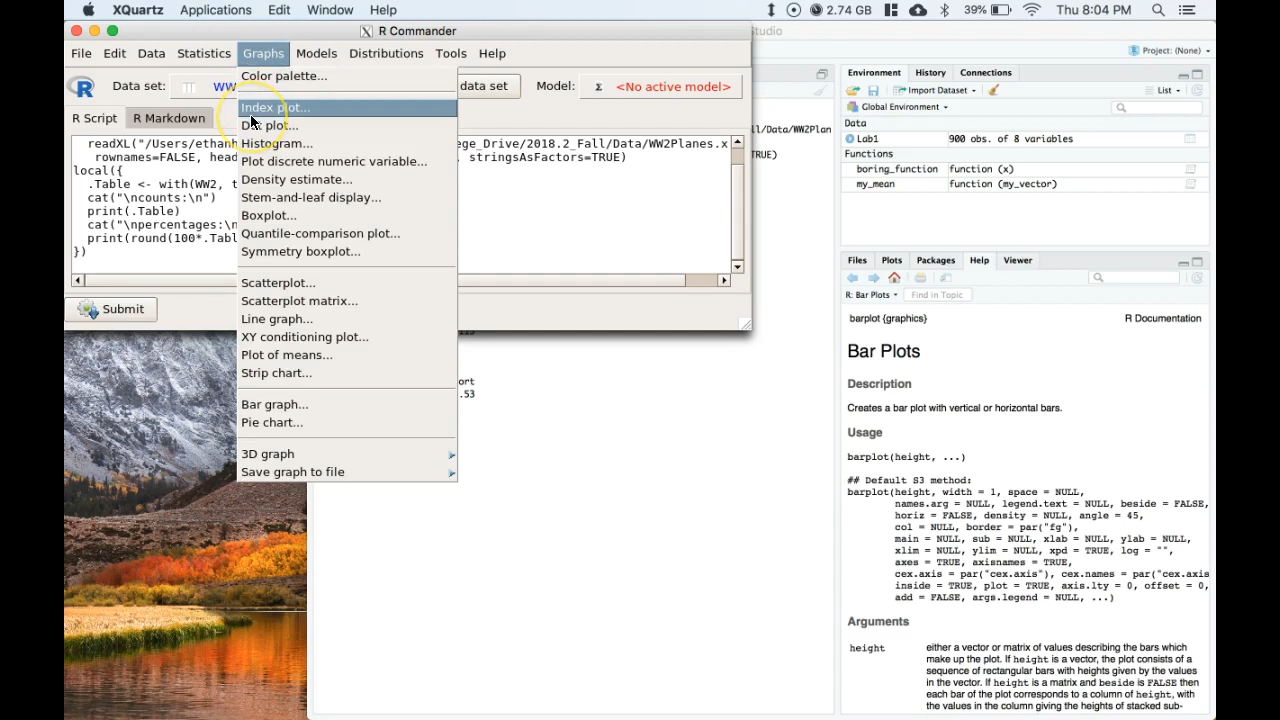 XQuartz Applications Edit Window Help 2.74 GB 39% Thu 8:04 PM
R Commander
Studio
File Edit Data Statistics Graphs Models Distributions Tools Help
Project: (None)
Data set: WW data set Model: Σ <No active model>
R Script R Markdown
readXL("/Users/ethanh ege_Drive/2018.2_Fall/Data/WW2Planes.x
rownames=FALSE, head , stringsAsFactors=TRUE)
local({
.Table <- with(WW2, t
cat("\ncounts:\n")
print(.Table)
cat("\npercentages:\n
print(round(100*.Tabl
})
Submit
Color palette...
Index plot...
Dot plot...
Histogram...
Plot discrete numeric variable...
Density estimate...
Stem-and-leaf display...
Boxplot...
Quantile-comparison plot...
Symmetry boxplot...
Scatterplot...
Scatterplot matrix...
Line graph...
XY conditioning plot...
Plot of means...
Strip chart...
Bar graph...
Pie chart...
3D graph
Save graph to file
ll/Data/WW2Plan
TRUE)
ort
.53
Environment History Connections
Import Dataset List
Global Environment
Data
Lab1 900 obs. of 8 variables
Functions
boring_function function (x)
my_mean function (my_vector)
Files Plots Packages Help Viewer
R: Bar Plots Find in Topic
barplot {graphics} R Documentation
Bar Plots
Description
Creates a bar plot with vertical or horizontal bars.
Usage
barplot(height, ...)
## Default S3 method:
barplot(height, width = 1, space = NULL,
names.arg = NULL, legend.text = NULL, beside = FALSE,
horiz = FALSE, density = NULL, angle = 45,
col = NULL, border = par("fg"),
main = NULL, sub = NULL, xlab = NULL, ylab = NULL,
xlim = NULL, ylim = NULL, xpd = TRUE, log = "",
axes = TRUE, axisnames = TRUE,
cex.axis = par("cex.axis"), cex.names = par("cex.axis
inside = TRUE, plot = TRUE, axis.lty = 0, offset = 0,
add = FALSE, args.legend = NULL, ...)
Arguments
height either a vector or matrix of values describing the bars which
make up the plot. If height is a vector, the plot consists of a
sequence of rectangular bars with heights given by the values
in the vector. If height is a matrix and beside is FALSE then
each bar of the plot corresponds to a column of height, with
the values in the column giving the heights of stacked sub-